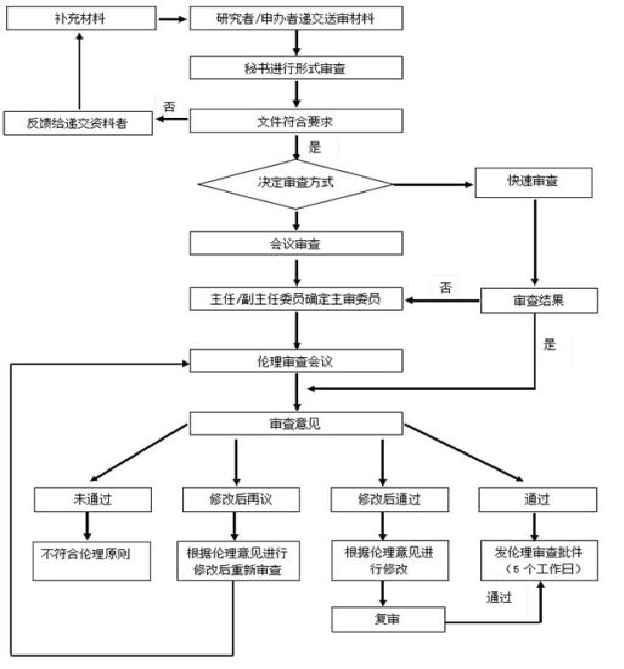 补充材料
研究者/申办者递交送审材料
秘书进行形式审查
否
反馈给递交资料者
文件符合要求
是
决定审查方式
快速审查
会议审查
否
主任/副主任委员确定主审委员
审查结果
是
伦理审查会议
审查意见
未通过
修改后再议
修改后通过
通过
不符合伦理原则
根据伦理意见进行
修改后重新审查
根据伦理意见进
行修改
发伦理审查批件
（5 个工作日）
通过
复审